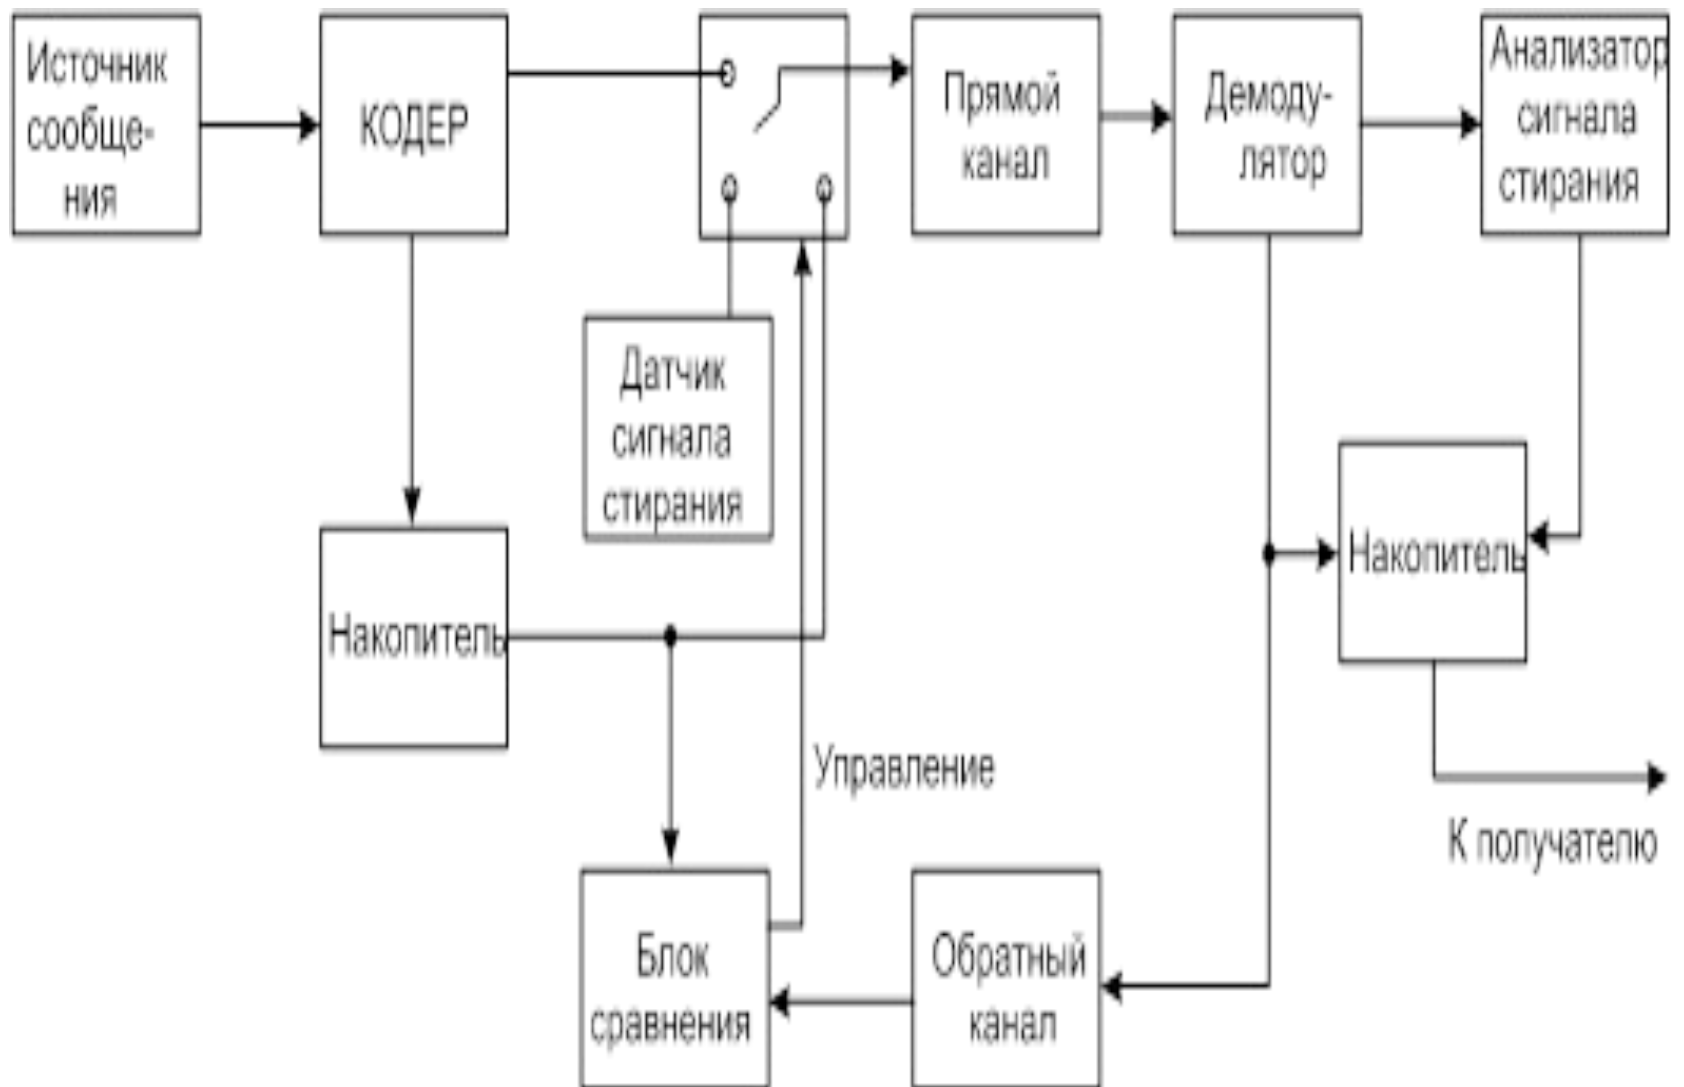 Источник
сообще-
ния
КОДЕР
Прямой
канал
Демоду-
лятор
Анализатор
сигнала
стирания
Датчик
сигнала
стирания
Накопитель
Накопитель
Управление
К получателю
Блок
сравнения
Обратный
канал